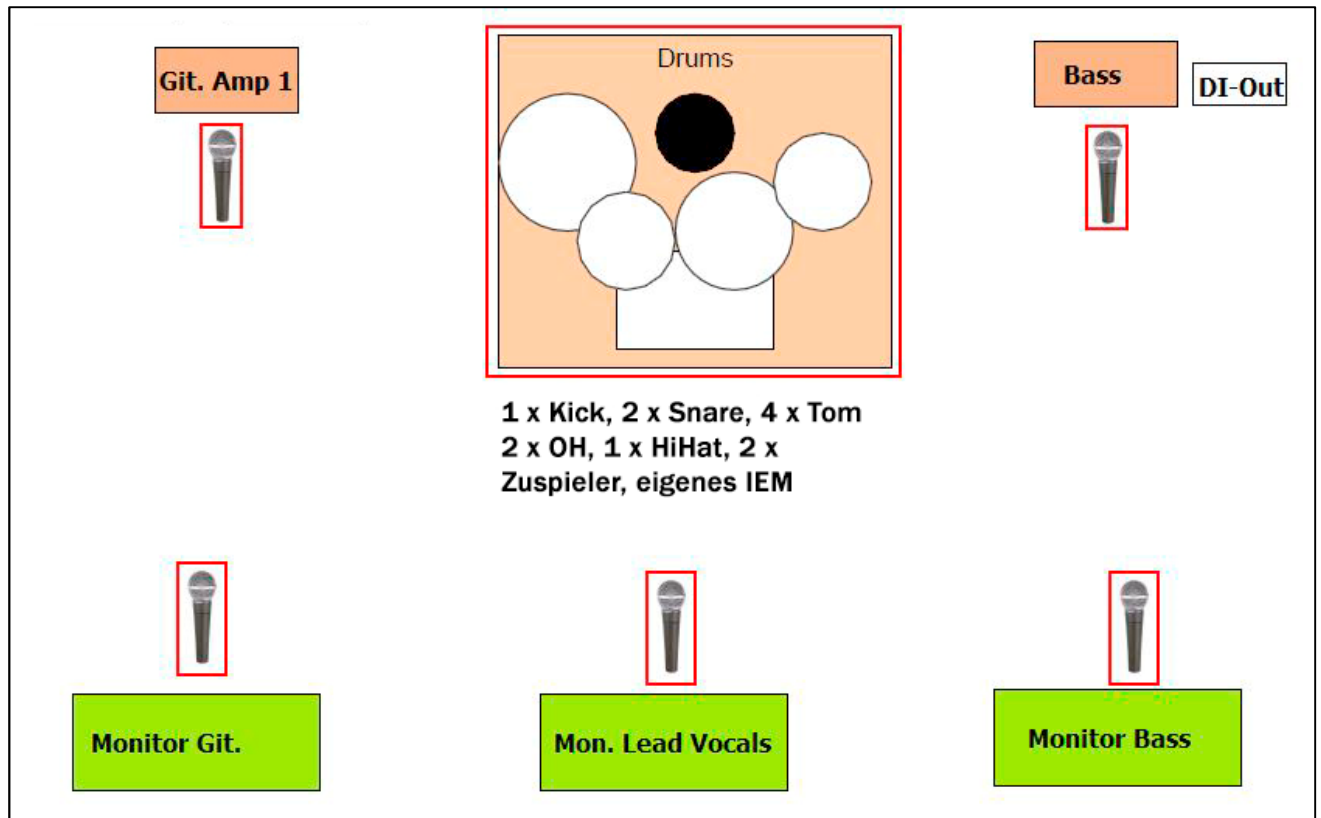 Drums
Git. Amp 1
Bass
DI-Out
1 x Kick, 2 x Snare, 4 x Tom
2 x OH, 1 x HiHat, 2 x
Zuspieler, eigenes IEM
Monitor Git.
Mon. Lead Vocals
Monitor Bass